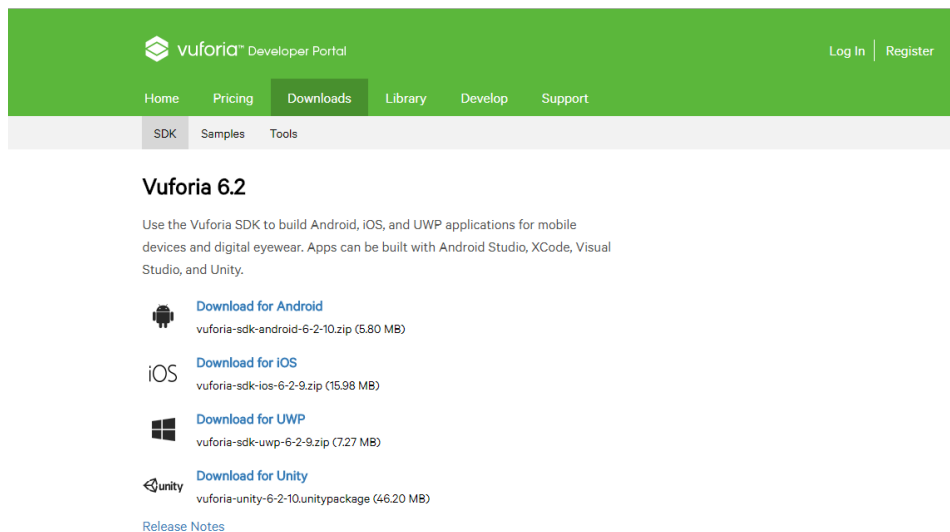 vuforia™ Developer Portal
Log In
Register
Home
Pricing
Downloads
Library
Develop
Support
SDK
Samples
Tools
Vuforia 6.2
Use the Vuforia SDK to build Android, iOS, and UWP applications for mobile
devices and digital eyewear. Apps can be built with Android Studio, XCode, Visual
Studio, and Unity.
Download for Android
vuforia-sdk-android-6-2-10.zip (5.80 MB)
iOS
Download for iOS
vuforia-sdk-ios-6-2-9.zip (15.98 MB)
Download for UWP
vuforia-sdk-uwp-6-2-9.zip (7.27 MB)
unity
Download for Unity
vuforia-unity-6-2-10.unitypackage (46.20 MB)
Release Notes